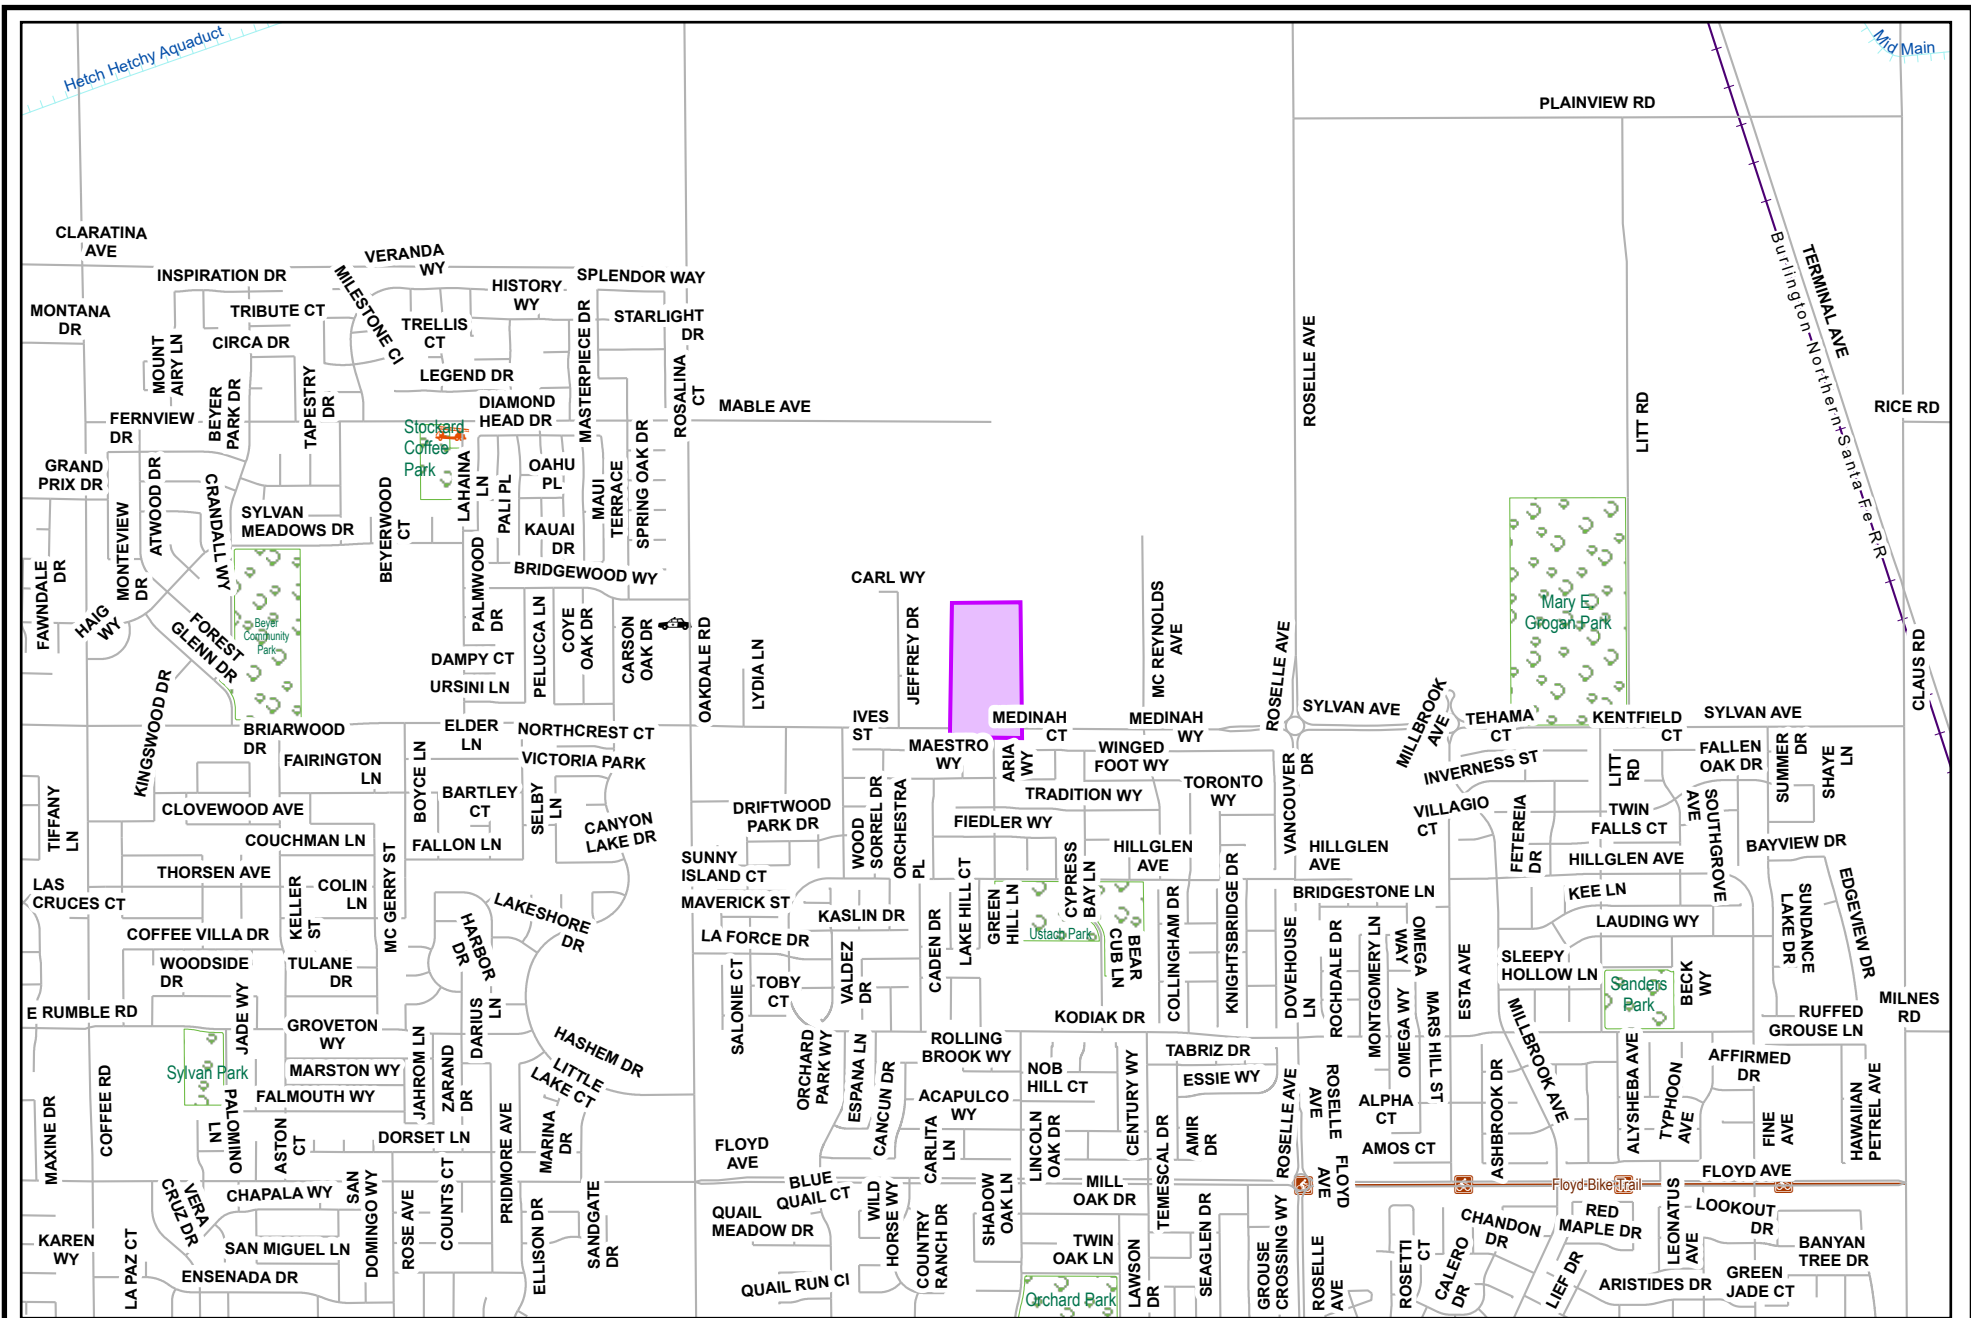 Hetch Hetchy Aquaduct
Mid Main
PLAINVIEW RD
CLARATINA
AVE
VERANDA
WY
INSPIRATION DR
SPLENDOR WAY
HISTORY
WY
MILESTONE CI
MONTANA
DR
TRIBUTE CT
TRELLIS
CT
STARLIGHT
DR
CIRCA DR
MOUNT
AIRY LN
MASTERPIECE DR
ROSELLE AVE
TERMINAL AVE
Burlington-Northern-Santa-Fe-RR
LEGEND DR
BEYER
PARK DR
TAPESTRY
DR
ROSALINA
CT
DIAMOND
HEAD DR
MABLE AVE
RICE RD
FERNVIEW
DR
LITT RD
Stockard
Coffee
Park
GRAND
PRIX DR
ATWOOD DR
CRANDALL WY
LAHAINA
LN
PALI PL
OAHU
PL
MAUI
TERRACE
SPRING OAK DR
SYLVAN
MEADOWS DR
BEYERWOOD
CT
KAUAI
DR
MONTEVIEW
DR
FAWNDALE
DR
BRIDGEWOOD WY
CARL WY
PALMWOOD
DR
PELUCCA LN
COYE
OAK DR
CARSON
OAK DR
MC REYNOLDS
AVE
Mary E.
Grogan Park
HAIG
WY
FOREST
GLENN DR
Beyer
Community
Park
OAKDALE RD
LYDIA LN
JEFFREY DR
ROSELLE AVE
CLAUS RD
DAMPY CT
URSINI LN
KINGSWOOD DR
BRIARWOOD
DR
ELDER
LN
NORTHCREST CT
IVES
ST
MEDINAH
CT
MEDINAH
WY
SYLVAN AVE
MILLBROOK
AVE
TEHAMA
CT
KENTFIELD
CT
SYLVAN AVE
FAIRINGTON
LN
BOYCE LN
VICTORIA PARK
MAESTRO
WY
ARIA
WY
WINGED
FOOT WY
VANCOUVER
DR
INVERNESS ST
LITT
RD
FALLEN
OAK DR
SUMMER
DR
SHAYE
LN
TIFFANY
LN
CLOVEWOOD AVE
BARTLEY
CT
SELBY
LN
CANYON
LAKE DR
DRIFTWOOD
PARK DR
WOOD
SORREL DR
ORCHESTRA
PL
TRADITION WY
TORONTO
WY
VILLAGIO
CT
FETEREIA
DR
TWIN
FALLS CT
SOUTHGROVE
AVE
FIEDLER WY
COUCHMAN LN
FALLON LN
MC GERRY ST
SUNNY
ISLAND CT
CYPRESS
BAY LN
HILLGLEN
AVE
HILLGLEN
AVE
HILLGLEN AVE
BAYVIEW DR
THORSEN AVE
LAS
CRUCES CT
KELLER
ST
COLIN
LN
MAVERICK ST
KASLIN DR
LAKE HILL CT
GREEN
HILL LN
KNIGHTSBRIDGE DR
BRIDGESTONE LN
KEE LN
EDGEVIEW DR
LAKESHORE
DR
HARBOR
DR
COFFEE VILLA DR
LA FORCE DR
CADEN DR
Ustach Park
BEAR
CUB LN
COLLINGHAM DR
DOVEHOUSE
LN
ROCHDALE RD
MONTGOMERY LN
OMEGA
WAY
ESTA AVE
LAUDING WY
SUNDANCE
LAKE DR
WOODSIDE
DR
TULANE
DR
SALONIE CT
TOBY
CT
VALDEZ
DR
SLEEPY
HOLLOW LN
Sanders
Park
BECK
WY
E RUMBLE RD
JADE WY
GROVETON
WY
DARIUS
LN
KODIAK DR
OMEGA WY
MARS HILL ST
MILLBROOK AVE
RUFFED
GROUSE LN
MILNES
RD
HASHEM DR
LITTLE
LAKE CT
ORCHARD
PARK WY
ESPANA LN
ROLLING
BROOK WY
NOB
HILL CT
TABRIZ DR
ESSIE WY
Sylvan Park
MARSTON WY
FALMOUTH WY
JAHROM LN
ZARAND
DR
CANCUN DR
ACAPULCO
WY
CENTURY WY
ROSELLE AVE
ROSELLE
AVE
ALPHA
CT
ASHBROOK DR
ALYSHEBA AVE
TYPHOON
AVE
AFFIRMED
DR
FINE
AVE
HAWAIIAN
PETREL AVE
MAXINE DR
COFFEE RD
PALOMINO
LN
ASTON
CT
DORSET LN
PRIDMORE AVE
MARINA
DR
FLOYD
AVE
CARLITA
LN
LINCOLN
OAK DR
TEMESCAL DR
AMIR
DR
AMOS CT
FLOYD
AVE
FLOYD AVE
Floyd Bike Trail
VERA
CRUZ DR
CHAPALA WY
SAN
DOMINGO WY
ROSE AVE
COUNTS CT
ELLISON DR
SANDGATE
DR
BLUE
QUAIL CT
WILD
HORSE WY
COUNTRY
RANCH DR
SHADOW
OAK LN
MILL
OAK DR
SEAGLEN DR
GROUSE
CROSSING WY
QUAIL
MEADOW DR
CHANDON
DR
RED
MAPLE DR
LEONATUS
AVE
LOOKOUT
DR
KAREN
WY
LA PAZ CT
SAN MIGUEL LN
ENSENADA DR
QUAIL RUN CI
TWIN
OAK LN
Orchard Park
LAWSON
DR
ROSELLE
AVE
ROSETTI
CT
CALERO
DR
LIEF DR
ARISTIDES DR
BANYAN
TREE DR
GREEN
JADE CT